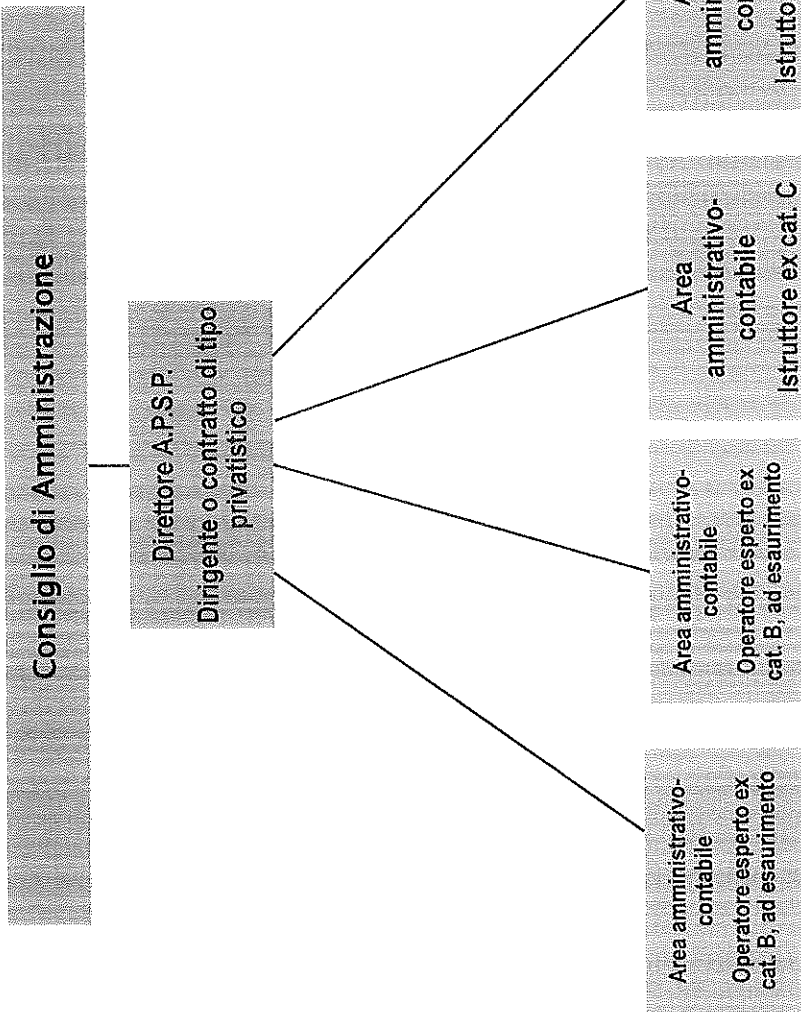 Consiglio di Amministrazione
Direttore A.P.S.P.
Dirigente o contratto di tipo
privatistico
Area amministrativo-
contabile
Operatore esperto ex
cat. B, ad esaurimento
Area amministrativo-
contabile
Operatore esperto ex
cat. B, ad esaurimento
Area
amministrativo-
contabile
Istruttore ex cat. C
ammin
co
Istrutto